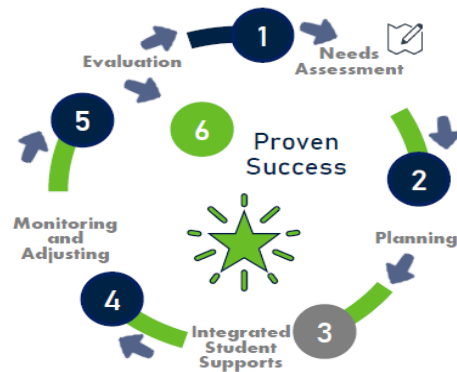 1
Needs
Assessment
2
Planning
3
Integrated
Student
Supports
4
Monitoring
and
Adjusting
5
Evaluation
6
Proven
Success